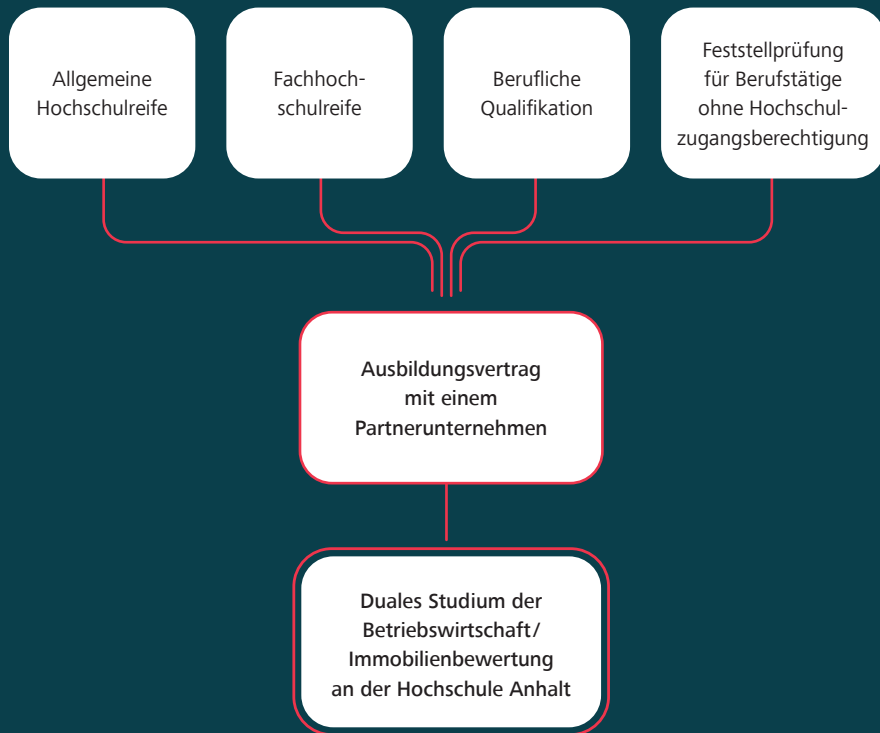 Allgemeine
Hochschulreife
Fachhoch-
schulreife
Berufliche
Qualifikation
Feststellprüfung
für Berufstätige
ohne Hochschul-
zugangsberechtigung
Ausbildungsvertrag
mit einem
Partnerunternehmen
Duales Studium der
Betriebswirtschaft/
Immobilienbewertung
an der Hochschule Anhalt